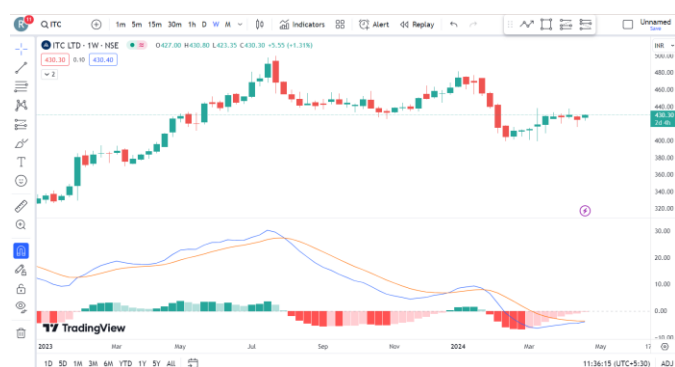 R 11 ITC 1m 5m 15m 30m 1h D W M Indicators Alert Replay Unnamed
Save
ITC LTD · 1W · NSE O427.00 H430.80 L423.35 C430.30 +5.55 (+1.31%) INR
430.30 0.10 430.40 500.00
2 480.00
460.00
440.00
430.30
2d 4h
400.00
380.00
360.00
340.00
320.00
30.00
20.00
10.00
0.00
TradingView
-10.00
2023 Mar May Jul Sep Nov 2024 Mar May 17
1D 5D 1M 3M 6M YTD 1Y 5Y All 11:36:15 (UTC+5:30) ADJ